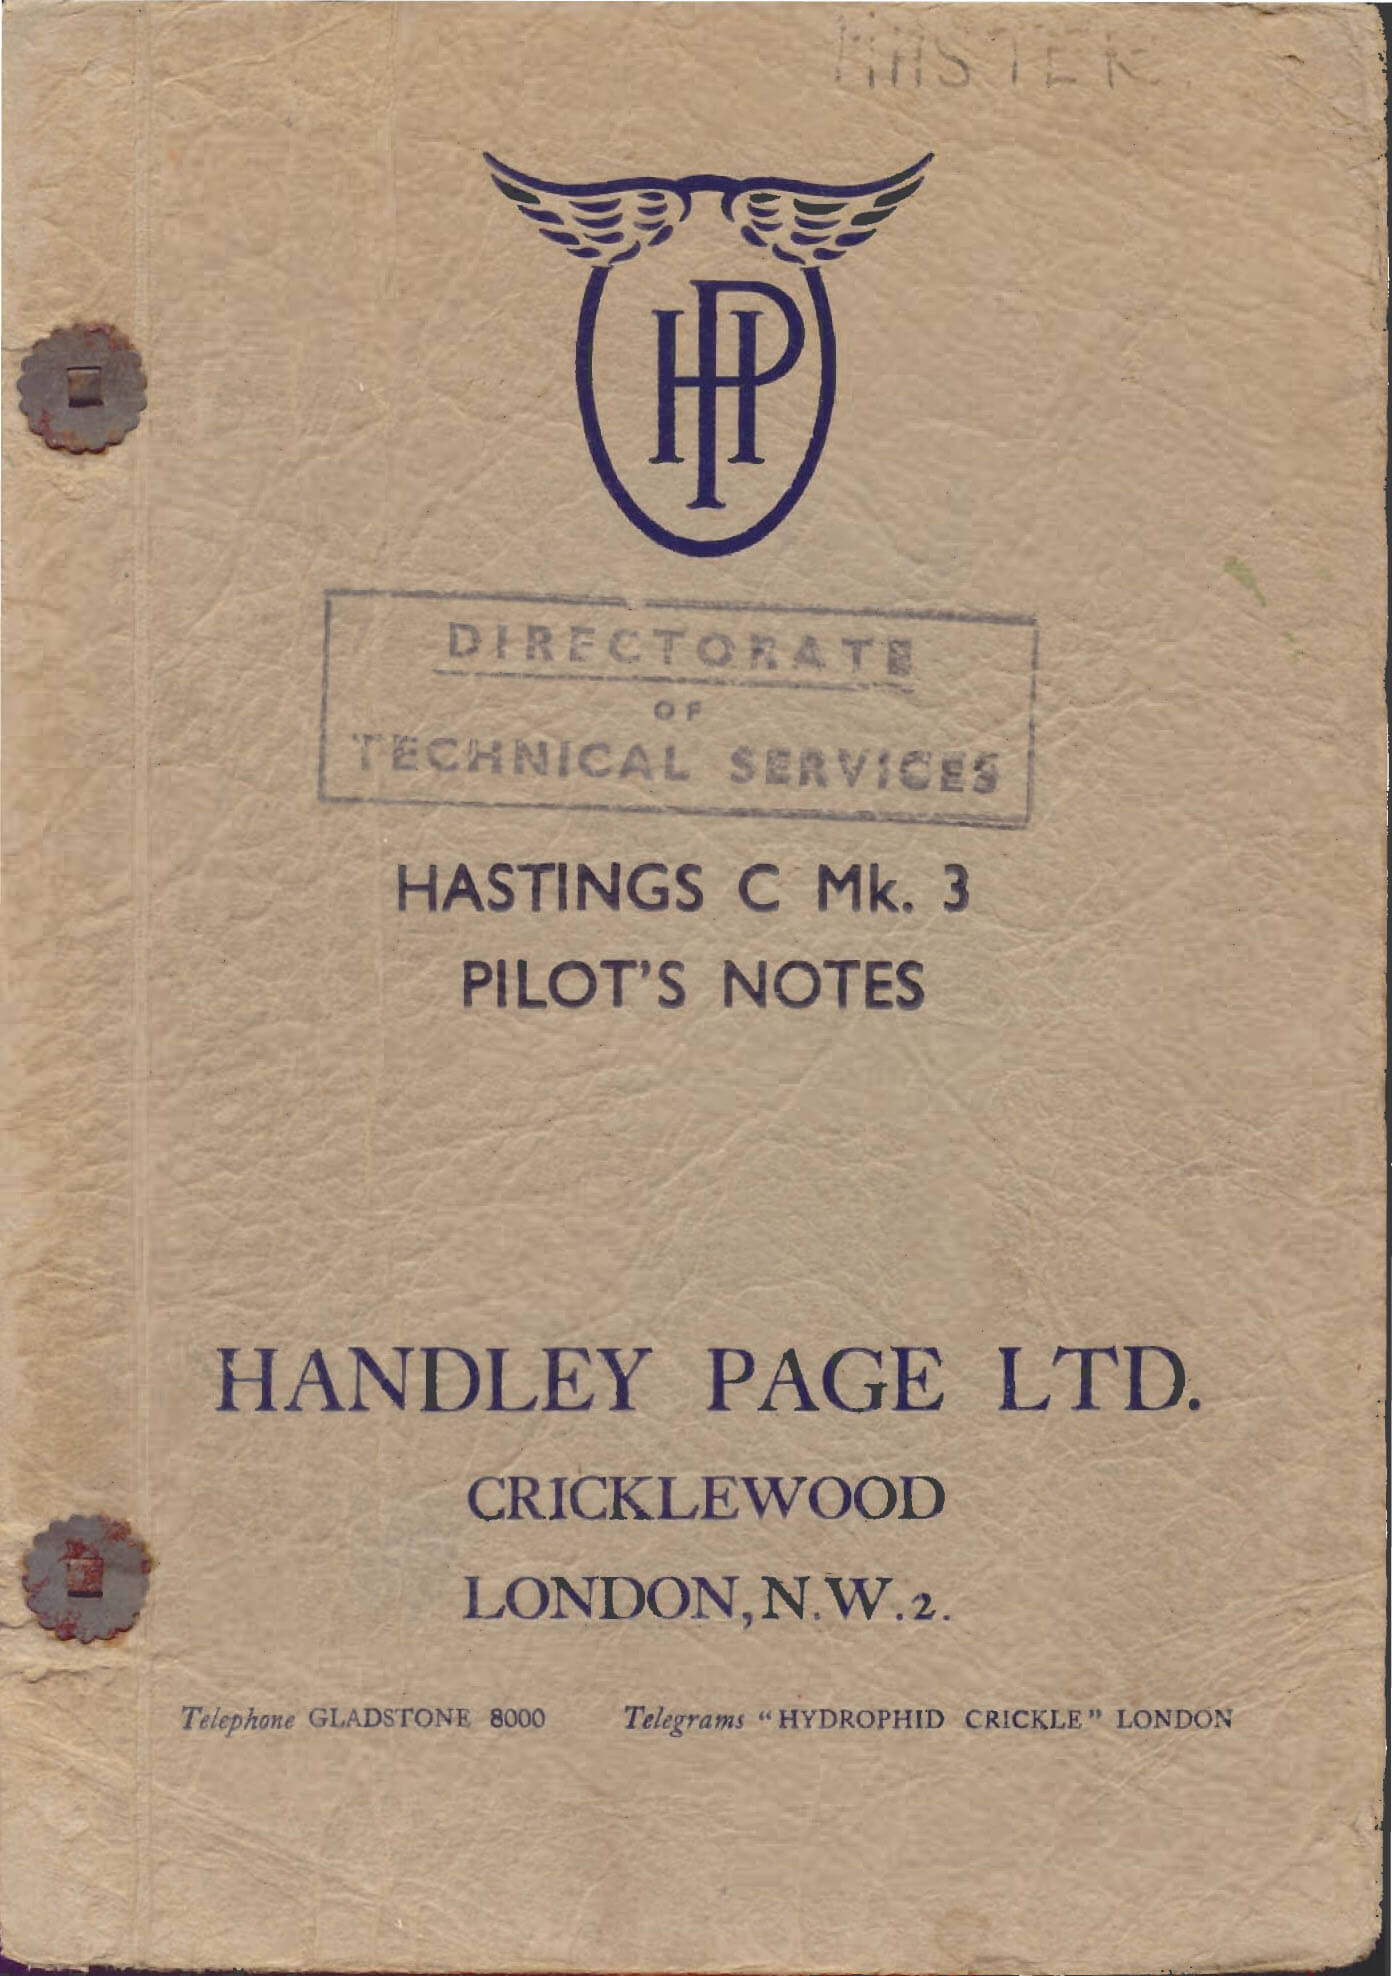 MASTER
HP
DIRECTORATE
OF
TECHNICAL SERVICES
HASTINGS C Mk. 3
PILOT'S NOTES
HANDLEY PAGE LTD.
CRICKLEWOOD
LONDON, N.W.2.
Telephone GLADSTONE 8000 Telegrams "HYDROPHID CRICKLE" LONDON